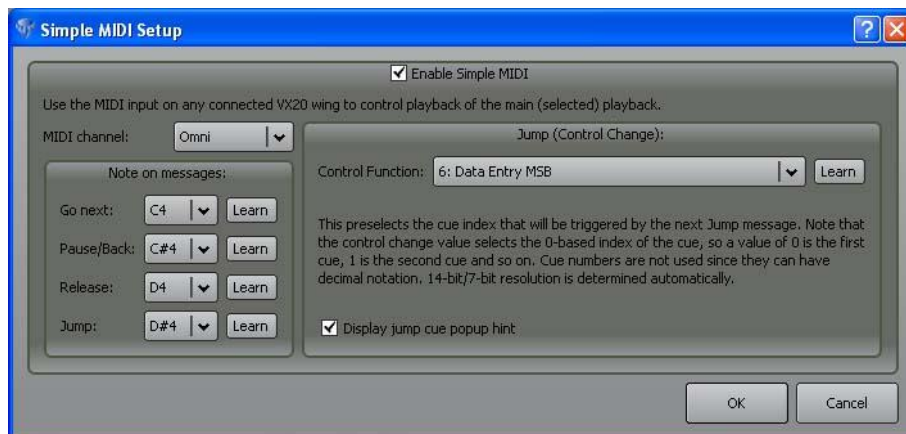 Simple MIDI Setup
Enable Simple MIDI
Use the MIDI input on any connected VX20 wing to control playback of the main (selected) playback.
MIDI channel: Omni
Note on messages:
Go next: C4 Learn
Pause/Back: C#4 Learn
Release: D4 Learn
Jump: D#4 Learn
Jump (Control Change):
Control Function: 6: Data Entry MSB Learn
This preselects the cue index that will be triggered by the next Jump message. Note that
the control change value selects the 0-based index of the cue, so a value of 0 is the first
cue, 1 is the second cue and so on. Cue numbers are not used since they can have
decimal notation. 14-bit/7-bit resolution is determined automatically.
Display jump cue popup hint
OK Cancel